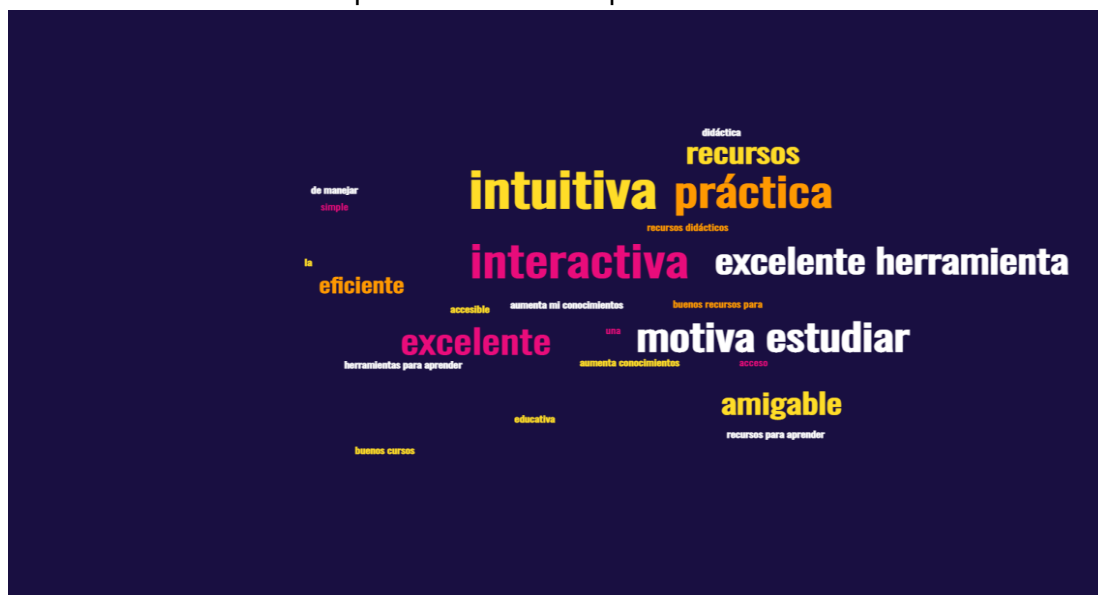 didáctica
recursos
intuitiva práctica
de manejar
simple
recursos didácticos
la
interactiva excelente herramienta
eficiente
accesible aumenta mi conocimientos buenos recursos para
excelente una motiva estudiar
herramientas para aprender aumenta conocimientos acceso
amigable
educativa
recursos para aprender
buenos cursos